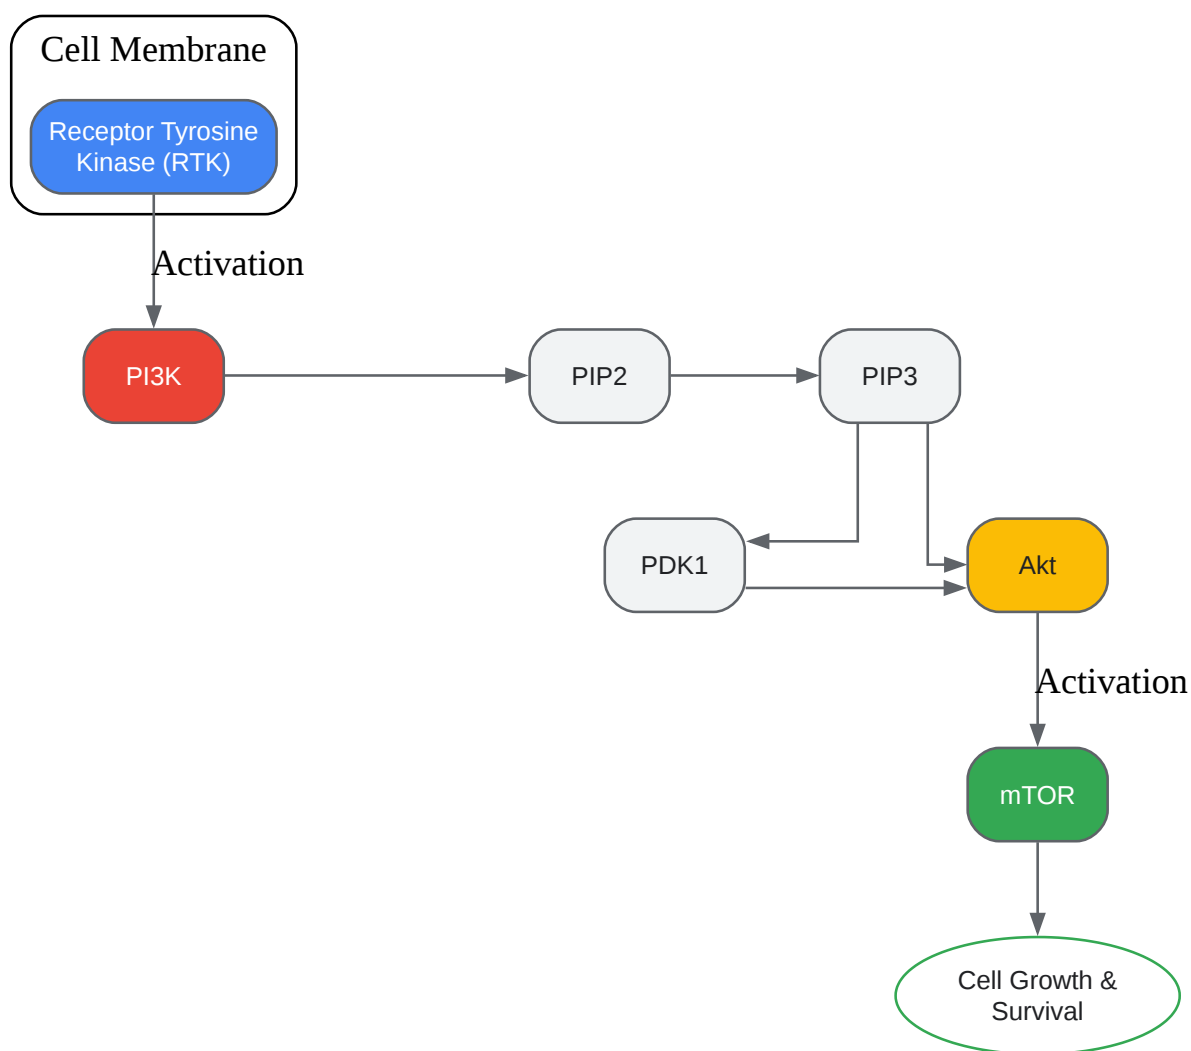 Cell Membrane
Receptor Tyrosine
Kinase (RTK)
Activation
PI3K
PIP2
PIP3
PDK1
Akt
Activation
mTOR
Cell Growth &
Survival